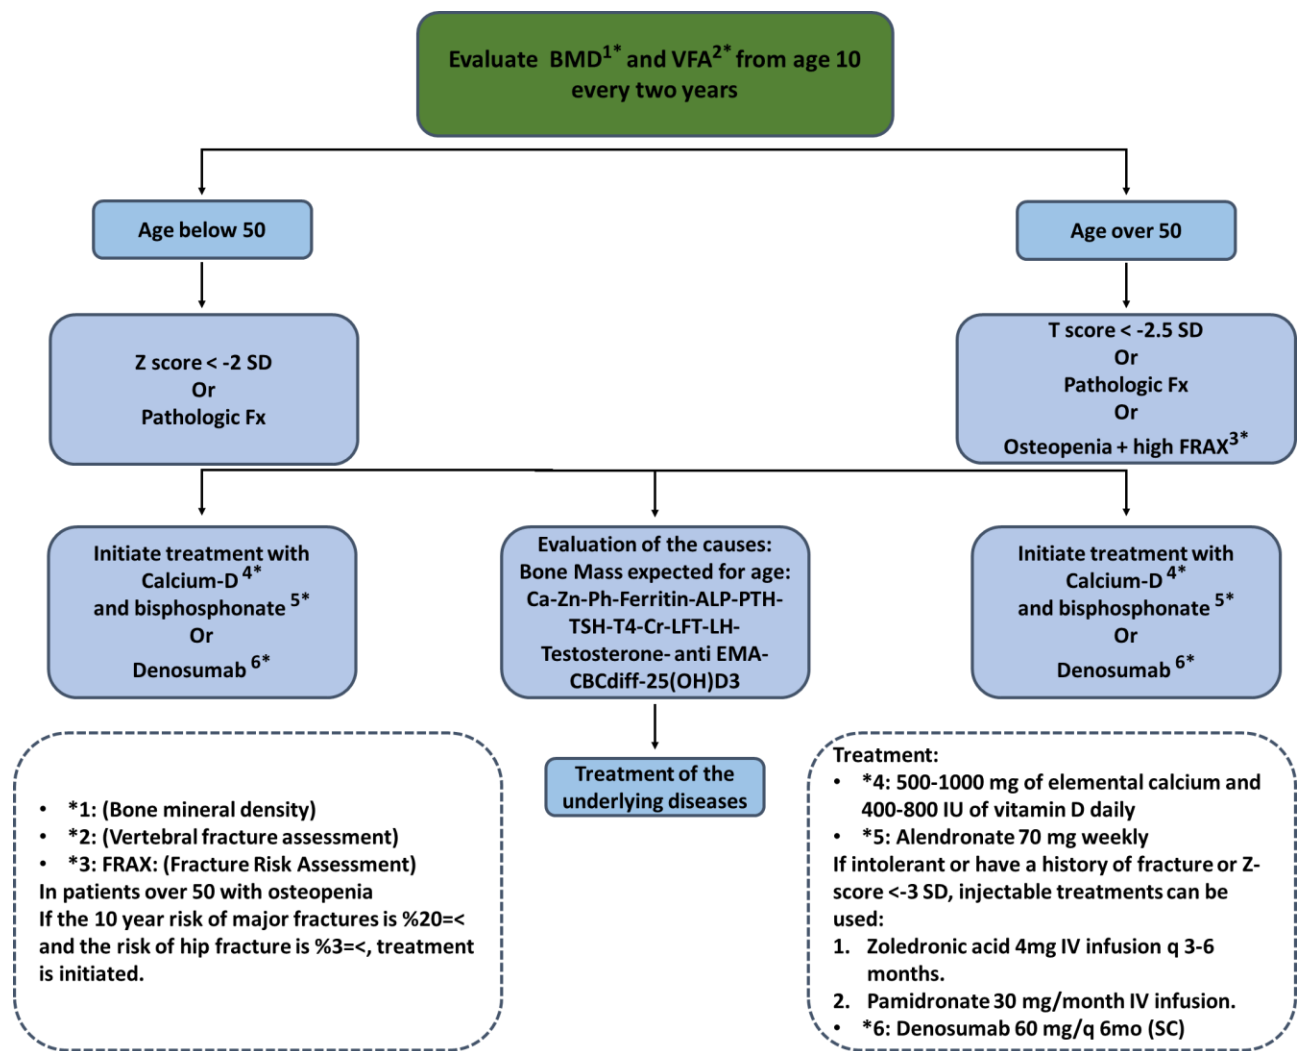 Evaluate BMD1* and VFA2* from age 10
every two years
Age below 50
Age over 50
Z score < -2 SD
Or
Pathologic Fx
T score < -2.5 SD
Or
Pathologic Fx
Or
Osteopenia + high FRAX3*
Initiate treatment with
Calcium-D 4*
and bisphosphonate 5*
Or
Denosumab 6*
Evaluation of the causes:
Bone Mass expected for age:
Ca-Zn-Ph-Ferritin-ALP-PTH-
TSH-T4-Cr-LFT-LH-
Testosterone- anti EMA-
CBCdiff-25(OH)D3
Initiate treatment with
Calcium-D 4*
and bisphosphonate 5*
Or
Denosumab 6*
Treatment of the
underlying diseases
• *1: (Bone mineral density)
• *2: (Vertebral fracture assessment)
• *3: FRAX: (Fracture Risk Assessment)
In patients over 50 with osteopenia
If the 10 year risk of major fractures is %20=<
and the risk of hip fracture is %3=<, treatment
is initiated.
Treatment:
• *4: 500-1000 mg of elemental calcium and
400-800 IU of vitamin D daily
• *5: Alendronate 70 mg weekly
If intolerant or have a history of fracture or Z-
score <-3 SD, injectable treatments can be
used:
1. Zoledronic acid 4mg IV infusion q 3-6
months.
2. Pamidronate 30 mg/month IV infusion.
• *6: Denosumab 60 mg/q 6mo (SC)